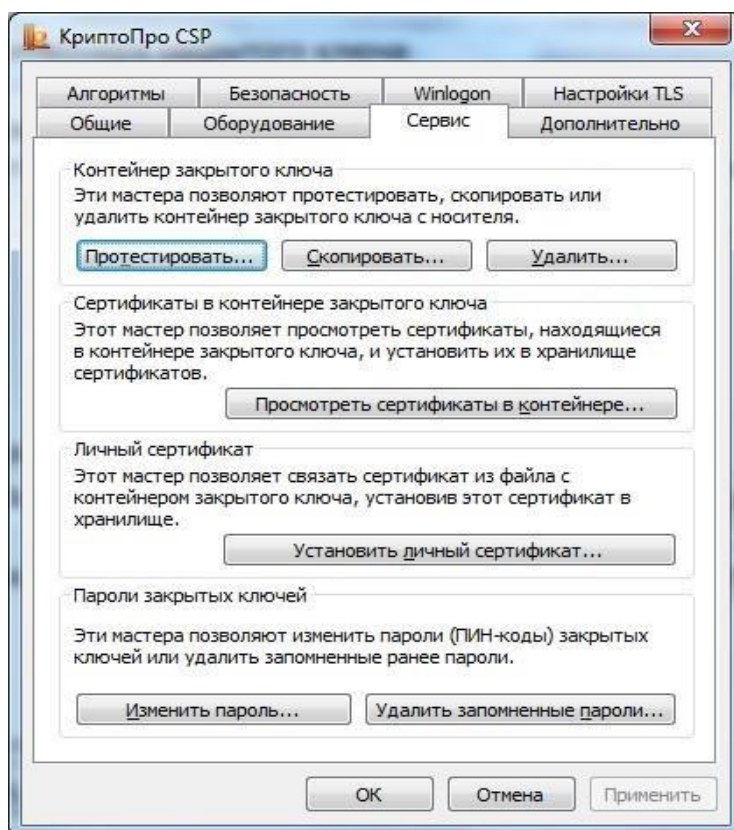 КриптоПро CSP
Алгоритмы Безопасность Winlogon Настройки TLS
Общие Оборудование Сервис Дополнительно
Контейнер закрытого ключа
Эти мастера позволяют протестировать, скопировать или
удалить контейнер закрытого ключа с носителя.
Протестировать... Скопировать... Удалить...
Сертификаты в контейнере закрытого ключа
Этот мастер позволяет просмотреть сертификаты, находящиеся
в контейнере закрытого ключа, и установить их в хранилище
сертификатов.
Просмотреть сертификаты в контейнере...
Личный сертификат
Этот мастер позволяет связать сертификат из файла с
контейнером закрытого ключа, установив этот сертификат в
хранилище.
Установить личный сертификат...
Пароли закрытых ключей
Эти мастера позволяют изменить пароли (ПИН-коды) закрытых
ключей или удалить запомненные ранее пароли.
Изменить пароль... Удалить запомненные пароли...
ОК Отмена Применить